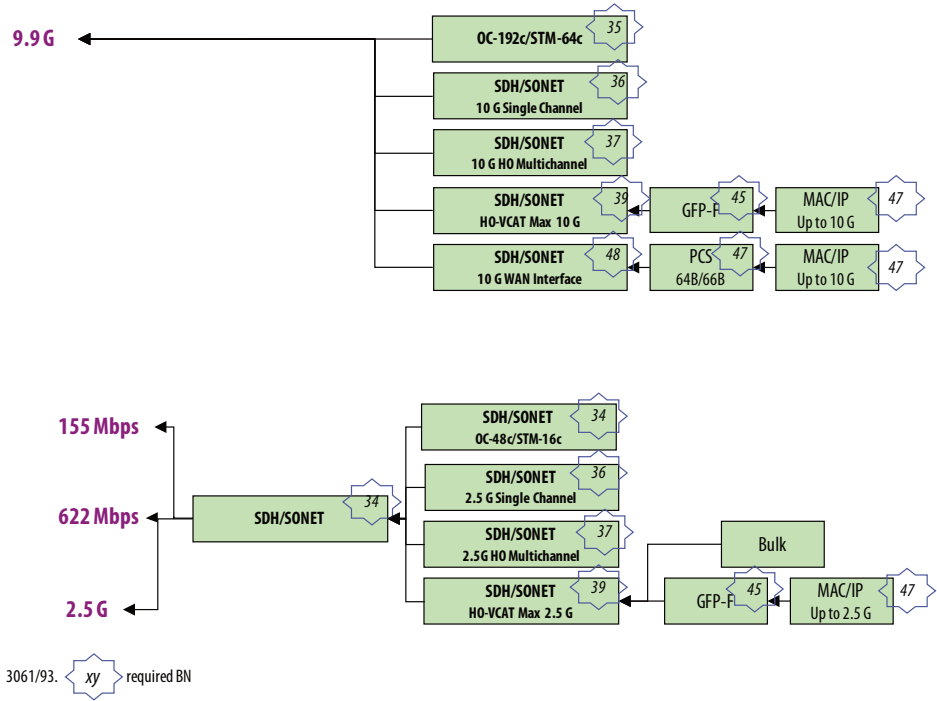 9.9 G
OC-192c/STM-64c
35
SDH/SONET
10 G Single Channel
36
SDH/SONET
10 G HO Multichannel
37
SDH/SONET
HO-VCAT Max 10 G
39
GFP-F
45
MAC/IP
Up to 10 G
47
SDH/SONET
10 G WAN Interface
48
PCS
64B/66B
47
MAC/IP
Up to 10 G
47
155 Mbps
622 Mbps
2.5 G
SDH/SONET
34
SDH/SONET
OC-48c/STM-16c
34
SDH/SONET
2.5 G Single Channel
36
SDH/SONET
2.5G HO Multichannel
37
SDH/SONET
HO-VCAT Max 2.5 G
39
Bulk
GFP-F
45
MAC/IP
Up to 2.5 G
47
3061/93. xy required BN